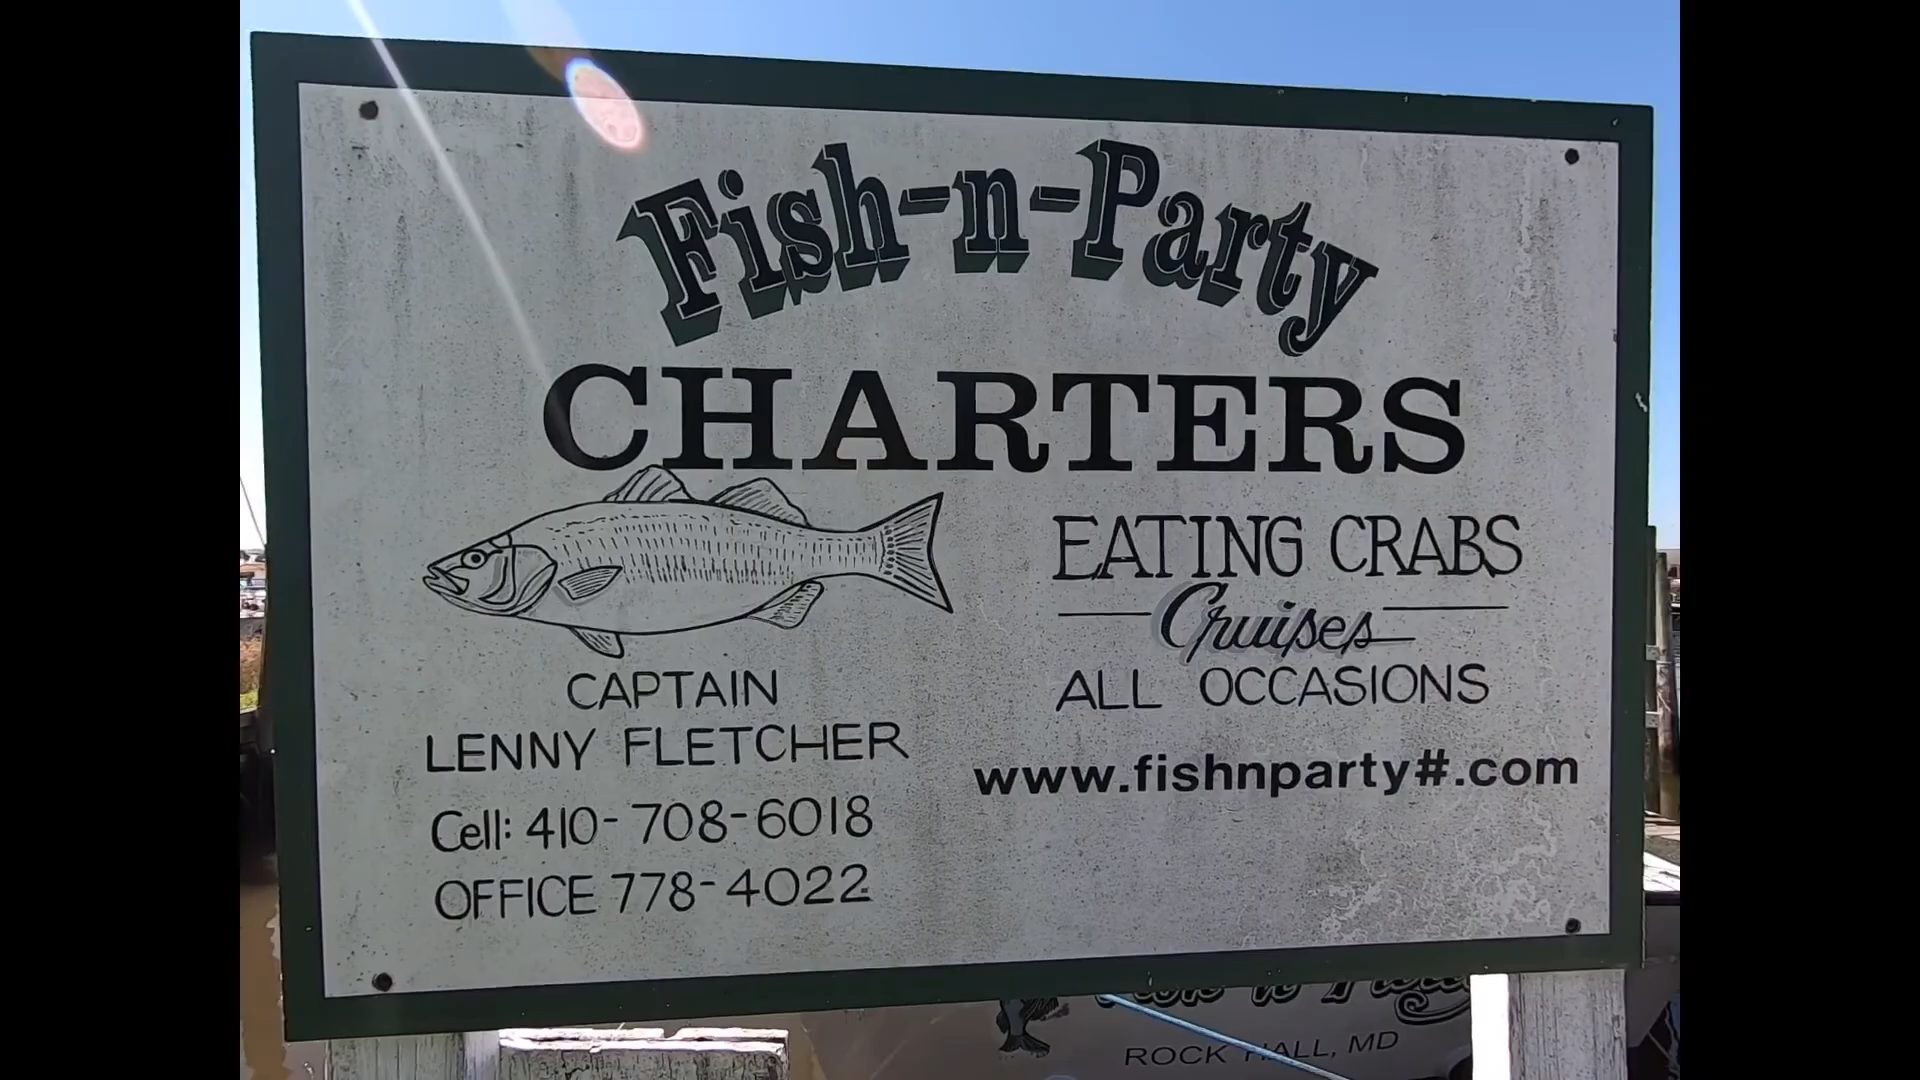 Fish-n-Party
CHARTERS
EATING CRABS
Cruises
ALL OCCASIONS
www.fishnparty#.com
CAPTAIN
LENNY FLETCHER
Cell: 410-708-6018
OFFICE 778-4022
ROCK HALL, MD